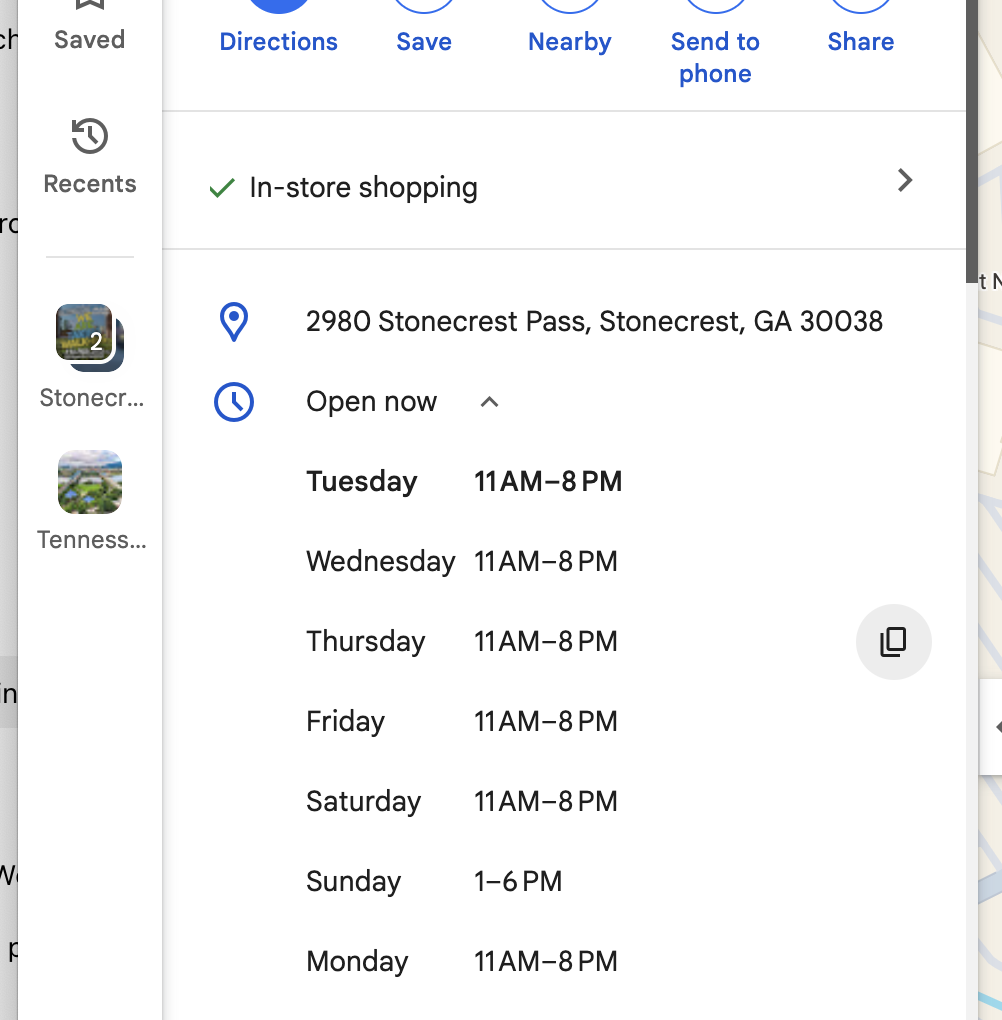 Saved
Directions
Save
Nearby
Send to
phone
Share
Recents
In-store shopping
2980 Stonecrest Pass, Stonecrest, GA 30038
2
Stonecr...
Open now
Tuesday 11 AM–8 PM
Tenness...
Wednesday 11 AM–8 PM
Thursday 11 AM–8 PM
Friday 11 AM–8 PM
Saturday 11 AM–8 PM
Sunday 1–6 PM
Monday 11 AM–8 PM